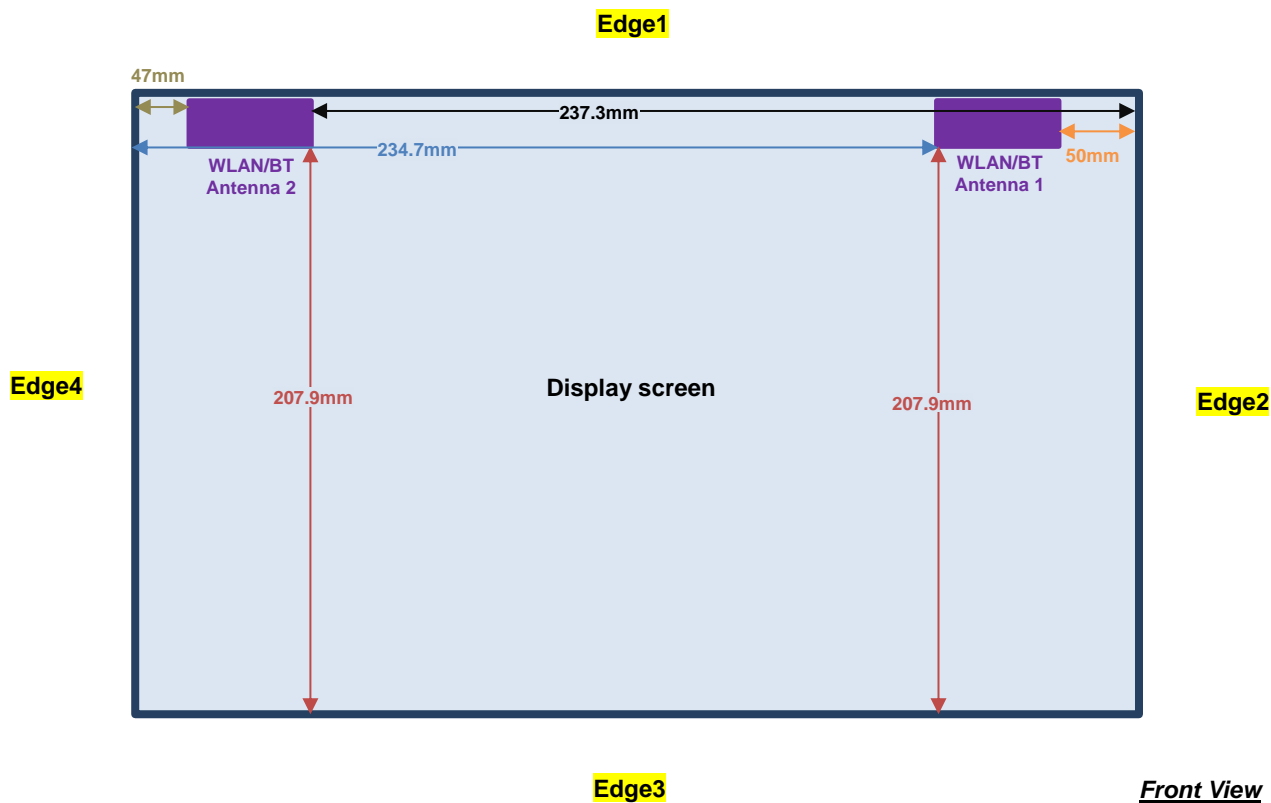 Edge1
47mm
237.3mm
234.7mm
50mm
WLAN/BT
Antenna 2
WLAN/BT
Antenna 1
Edge4
207.9mm
Display screen
207.9mm
Edge2
Edge3
Front View